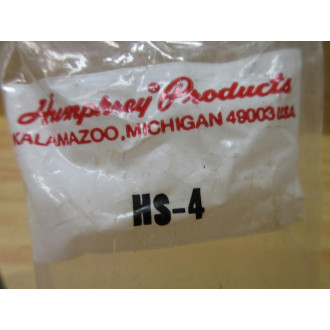 Humphrey Products
KALAMAZOO, MICHIGAN 49003 USA
HS-4